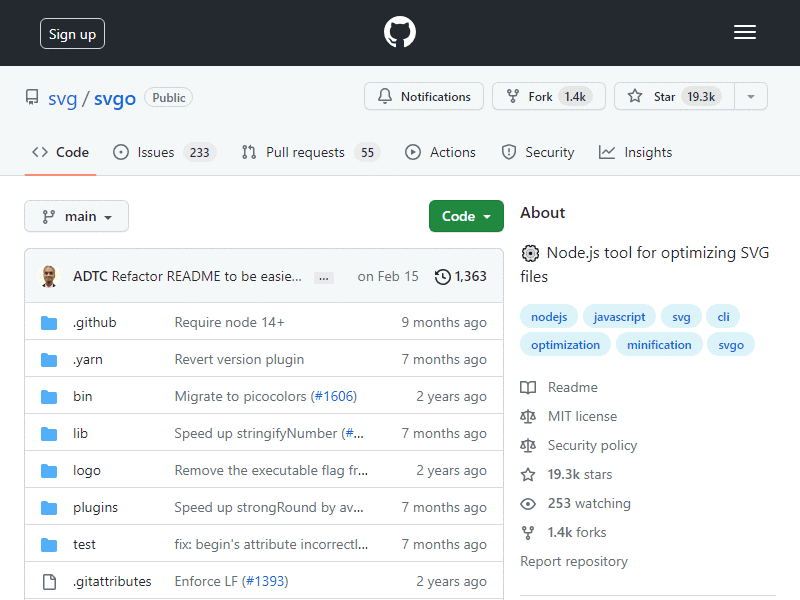 Sign up
svg / svgo Public
Notifications Fork 1.4k Star 19.3k
Code Issues 233 Pull requests 55 Actions Security Insights
main Code
ADTC Refactor README to be easie... ... on Feb 15 1,363
.github Require node 14+ 9 months ago
.yarn Revert version plugin 7 months ago
bin Migrate to picocolors (#1606) 2 years ago
lib Speed up stringifyNumber (#... 7 months ago
logo Remove the executable flag fr... 2 years ago
plugins Speed up strongRound by av... 7 months ago
test fix: begin's attribute incorrectl... 7 months ago
.gitattributes Enforce LF (#1393) 2 years ago
About
Node.js tool for optimizing SVG
files
nodejs javascript svg cli
optimization minification svgo
Readme
MIT license
Security policy
19.3k stars
253 watching
1.4k forks
Report repository